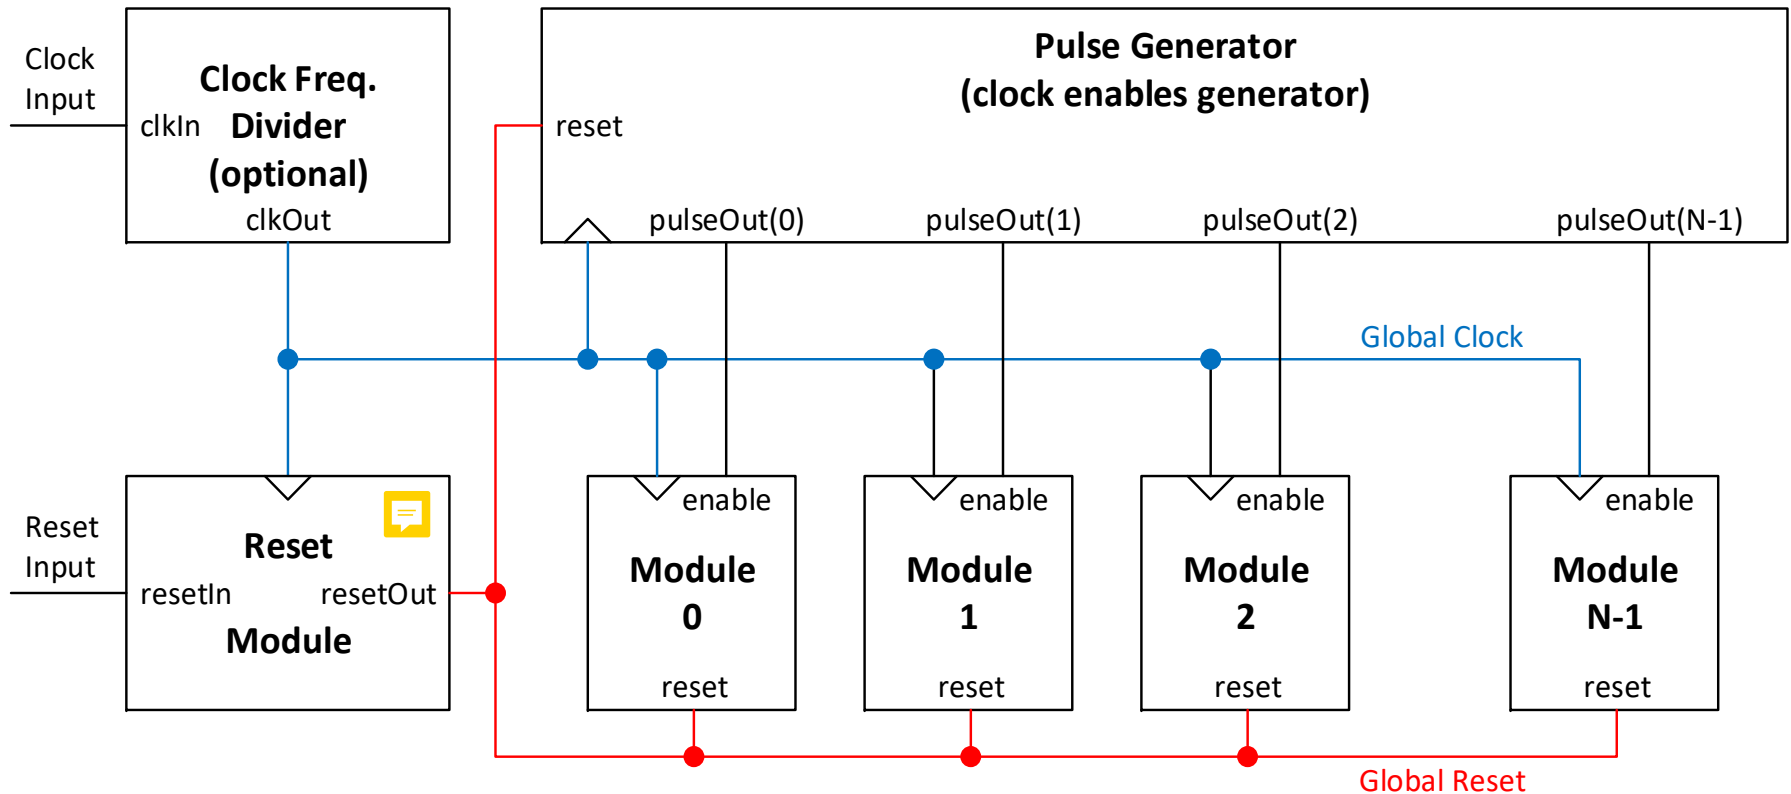 Clock
Input
clkIn
Clock Freq.
Divider
(optional)
clkOut
Pulse Generator
(clock enables generator)
reset
pulseOut(0)
pulseOut(1)
pulseOut(2)
pulseOut(N-1)
Global Clock
Reset
Input
resetIn
Reset
resetOut
Module
enable
Module
0
reset
enable
Module
1
reset
enable
Module
2
reset
enable
Module
N-1
reset
Global Reset